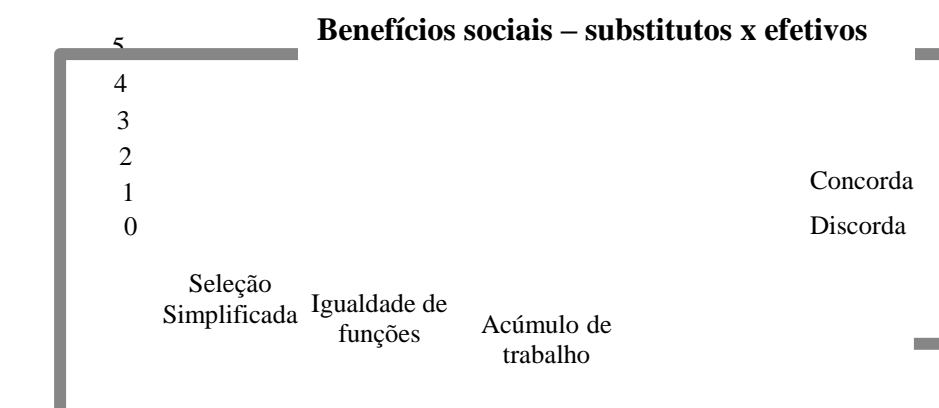 Benefícios sociais – substitutos x efetivos
5
4
3
2
1
0
Concorda
Discorda
Seleção
Simplificada
Igualdade de
funções
Acúmulo de
trabalho